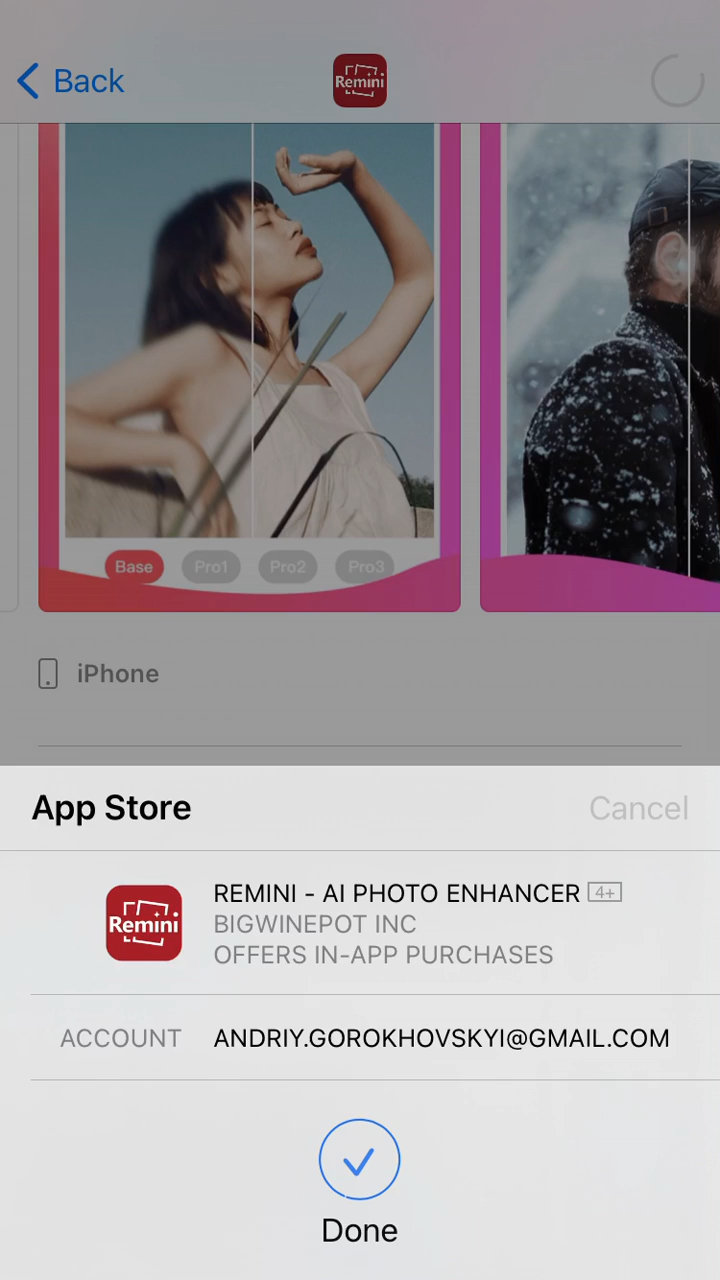 Back
Remini
Base
Pro1
Pro2
Pro3
iPhone
App Store
Cancel
Remini
REMINI - AI PHOTO ENHANCER 4+
BIGWINEPOT INC
OFFERS IN-APP PURCHASES
ACCOUNT ANDRIY.GOROKHOVSKYI@GMAIL.COM
Done